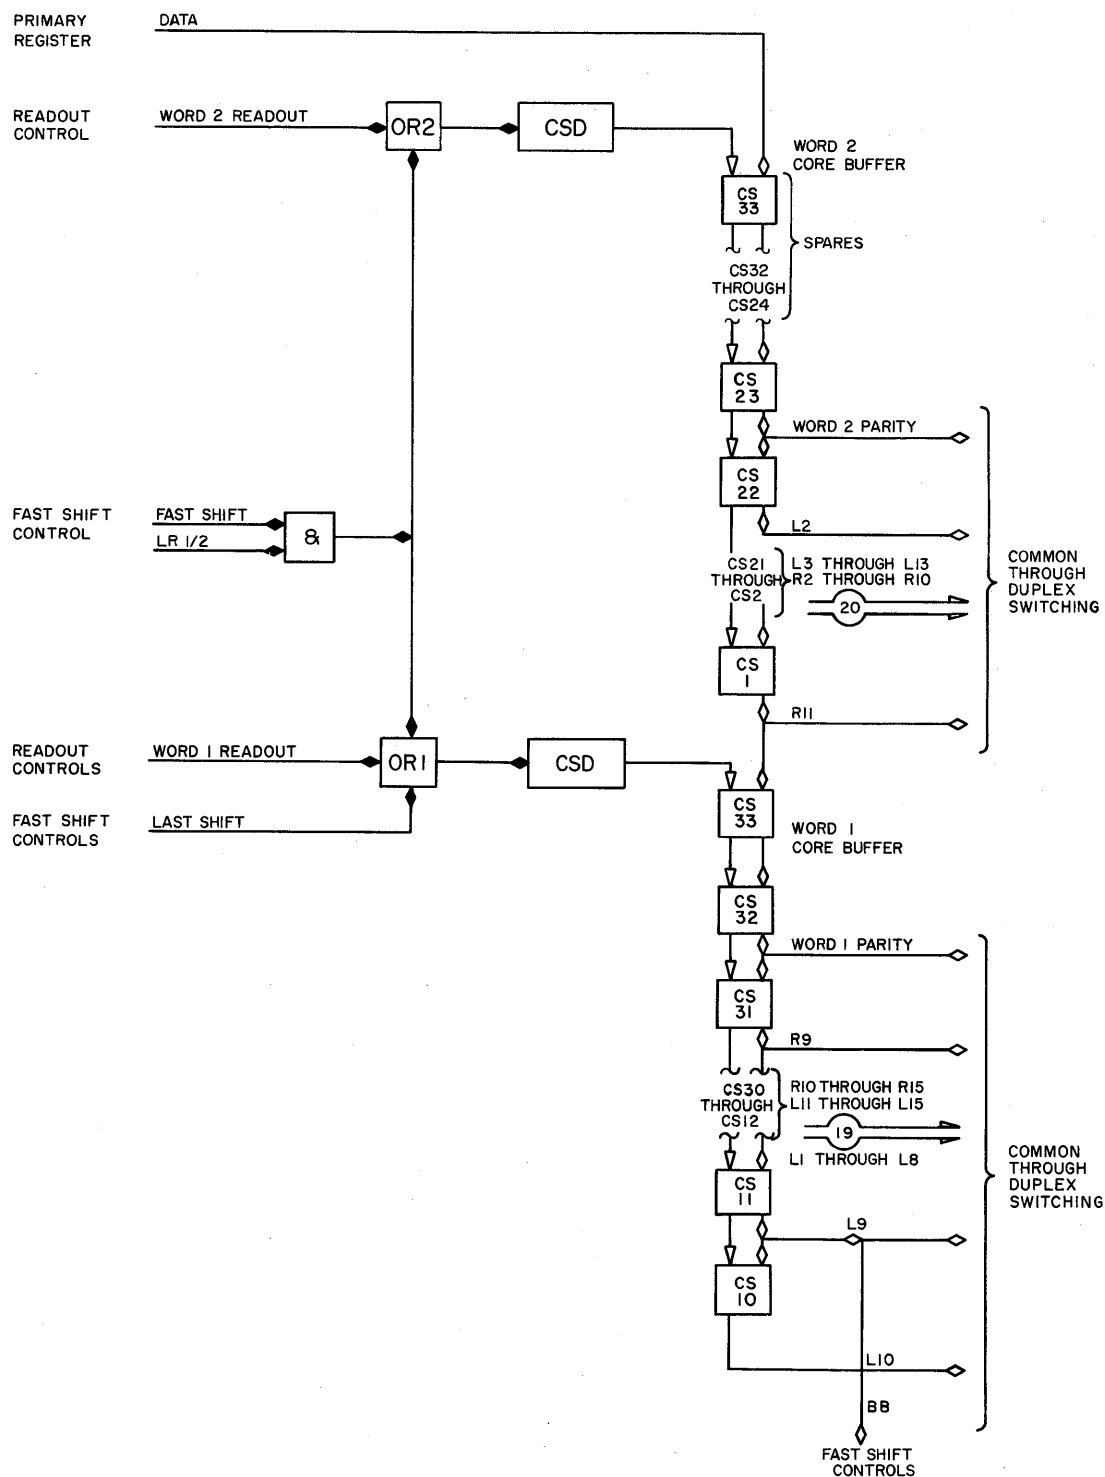 PRIMARY
REGISTER
DATA
READOUT
CONTROL
WORD 2 READOUT
OR2
CSD
WORD 2
CORE BUFFER
CS
33
SPARES
CS32
THROUGH
CS24
CS
23
WORD 2 PARITY
CS
22
L2
FAST SHIFT
CONTROL
FAST SHIFT
LR 1/2
&
CS21
THROUGH
CS2
L3 THROUGH L13
R2 THROUGH R10
20
COMMON
THROUGH
DUPLEX
SWITCHING
CS
1
R11
READOUT
CONTROLS
WORD 1 READOUT
OR1
CSD
FAST SHIFT
CONTROLS
LAST SHIFT
CS
33
WORD 1
CORE BUFFER
CS
32
WORD 1 PARITY
CS
31
R9
CS30
THROUGH
CS12
R10 THROUGH R15
L11 THROUGH L15
19
L1 THROUGH L8
COMMON
THROUGH
DUPLEX
SWITCHING
CS
11
L9
CS
10
L10
B8
FAST SHIFT
CONTROLS